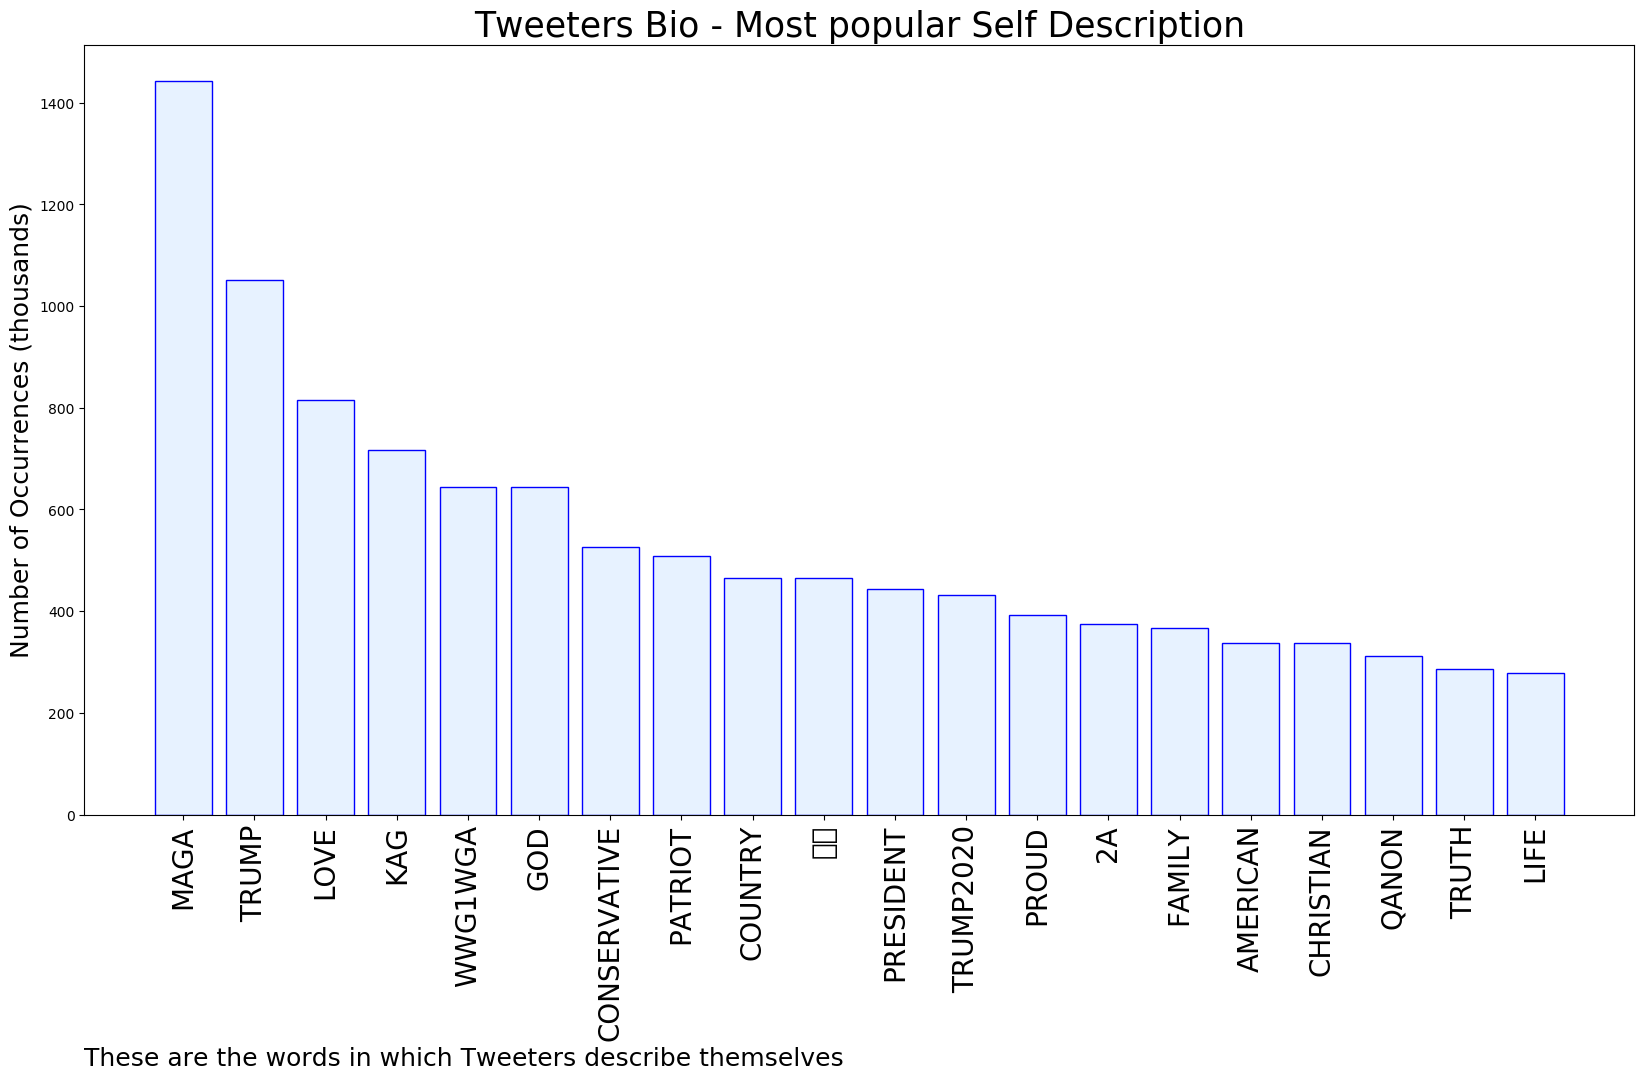 Tweeters Bio - Most popular Self Description
Number of Occurrences (thousands)
1400
1200
1000
800
600
400
200
0
MAGA
TRUMP
LOVE
KAG
WWG1WGA
GOD
CONSERVATIVE
PATRIOT
COUNTRY
PRESIDENT
TRUMP2020
PROUD
2A
FAMILY
AMERICAN
CHRISTIAN
QANON
TRUTH
LIFE
These are the words in which Tweeters describe themselves